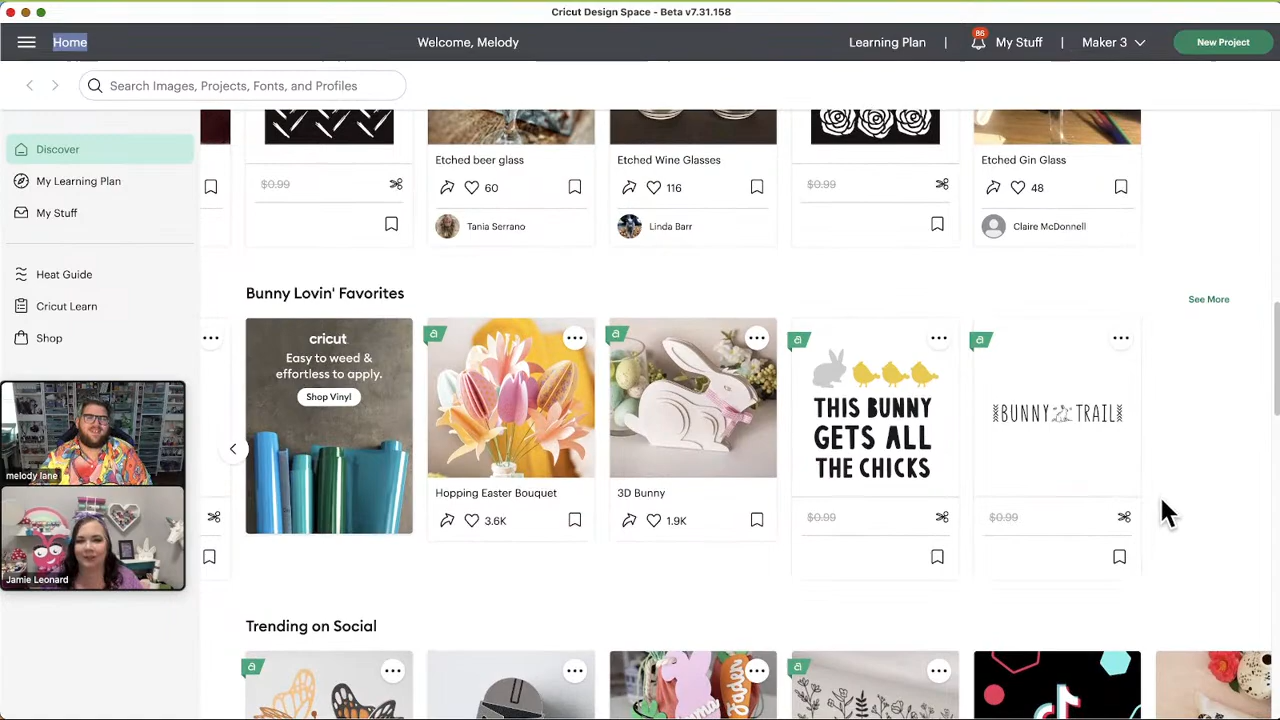 Cricut Design Space - Beta v7.31.158
Home
Welcome, Melody
Learning Plan
86
My Stuff
Maker 3
New Project
Search Images, Projects, Fonts, and Profiles
Discover
My Learning Plan
My Stuff
Heat Guide
Cricut Learn
Shop
melody lane
Jamie Leonard
$0.99
Etched beer glass
60
Tania Serrano
Etched Wine Glasses
116
Linda Barr
$0.99
Etched Gin Glass
48
Claire McDonnell
Bunny Lovin' Favorites
See More
cricut
Easy to weed &
effortless to apply.
Shop Vinyl
a
Hopping Easter Bouquet
3.6K
a
3D Bunny
1.9K
a
THIS BUNNY
GETS ALL
THE CHICKS
$0.99
a
BUNNY TRAIL
$0.99
Trending on Social
a
Jaden
a